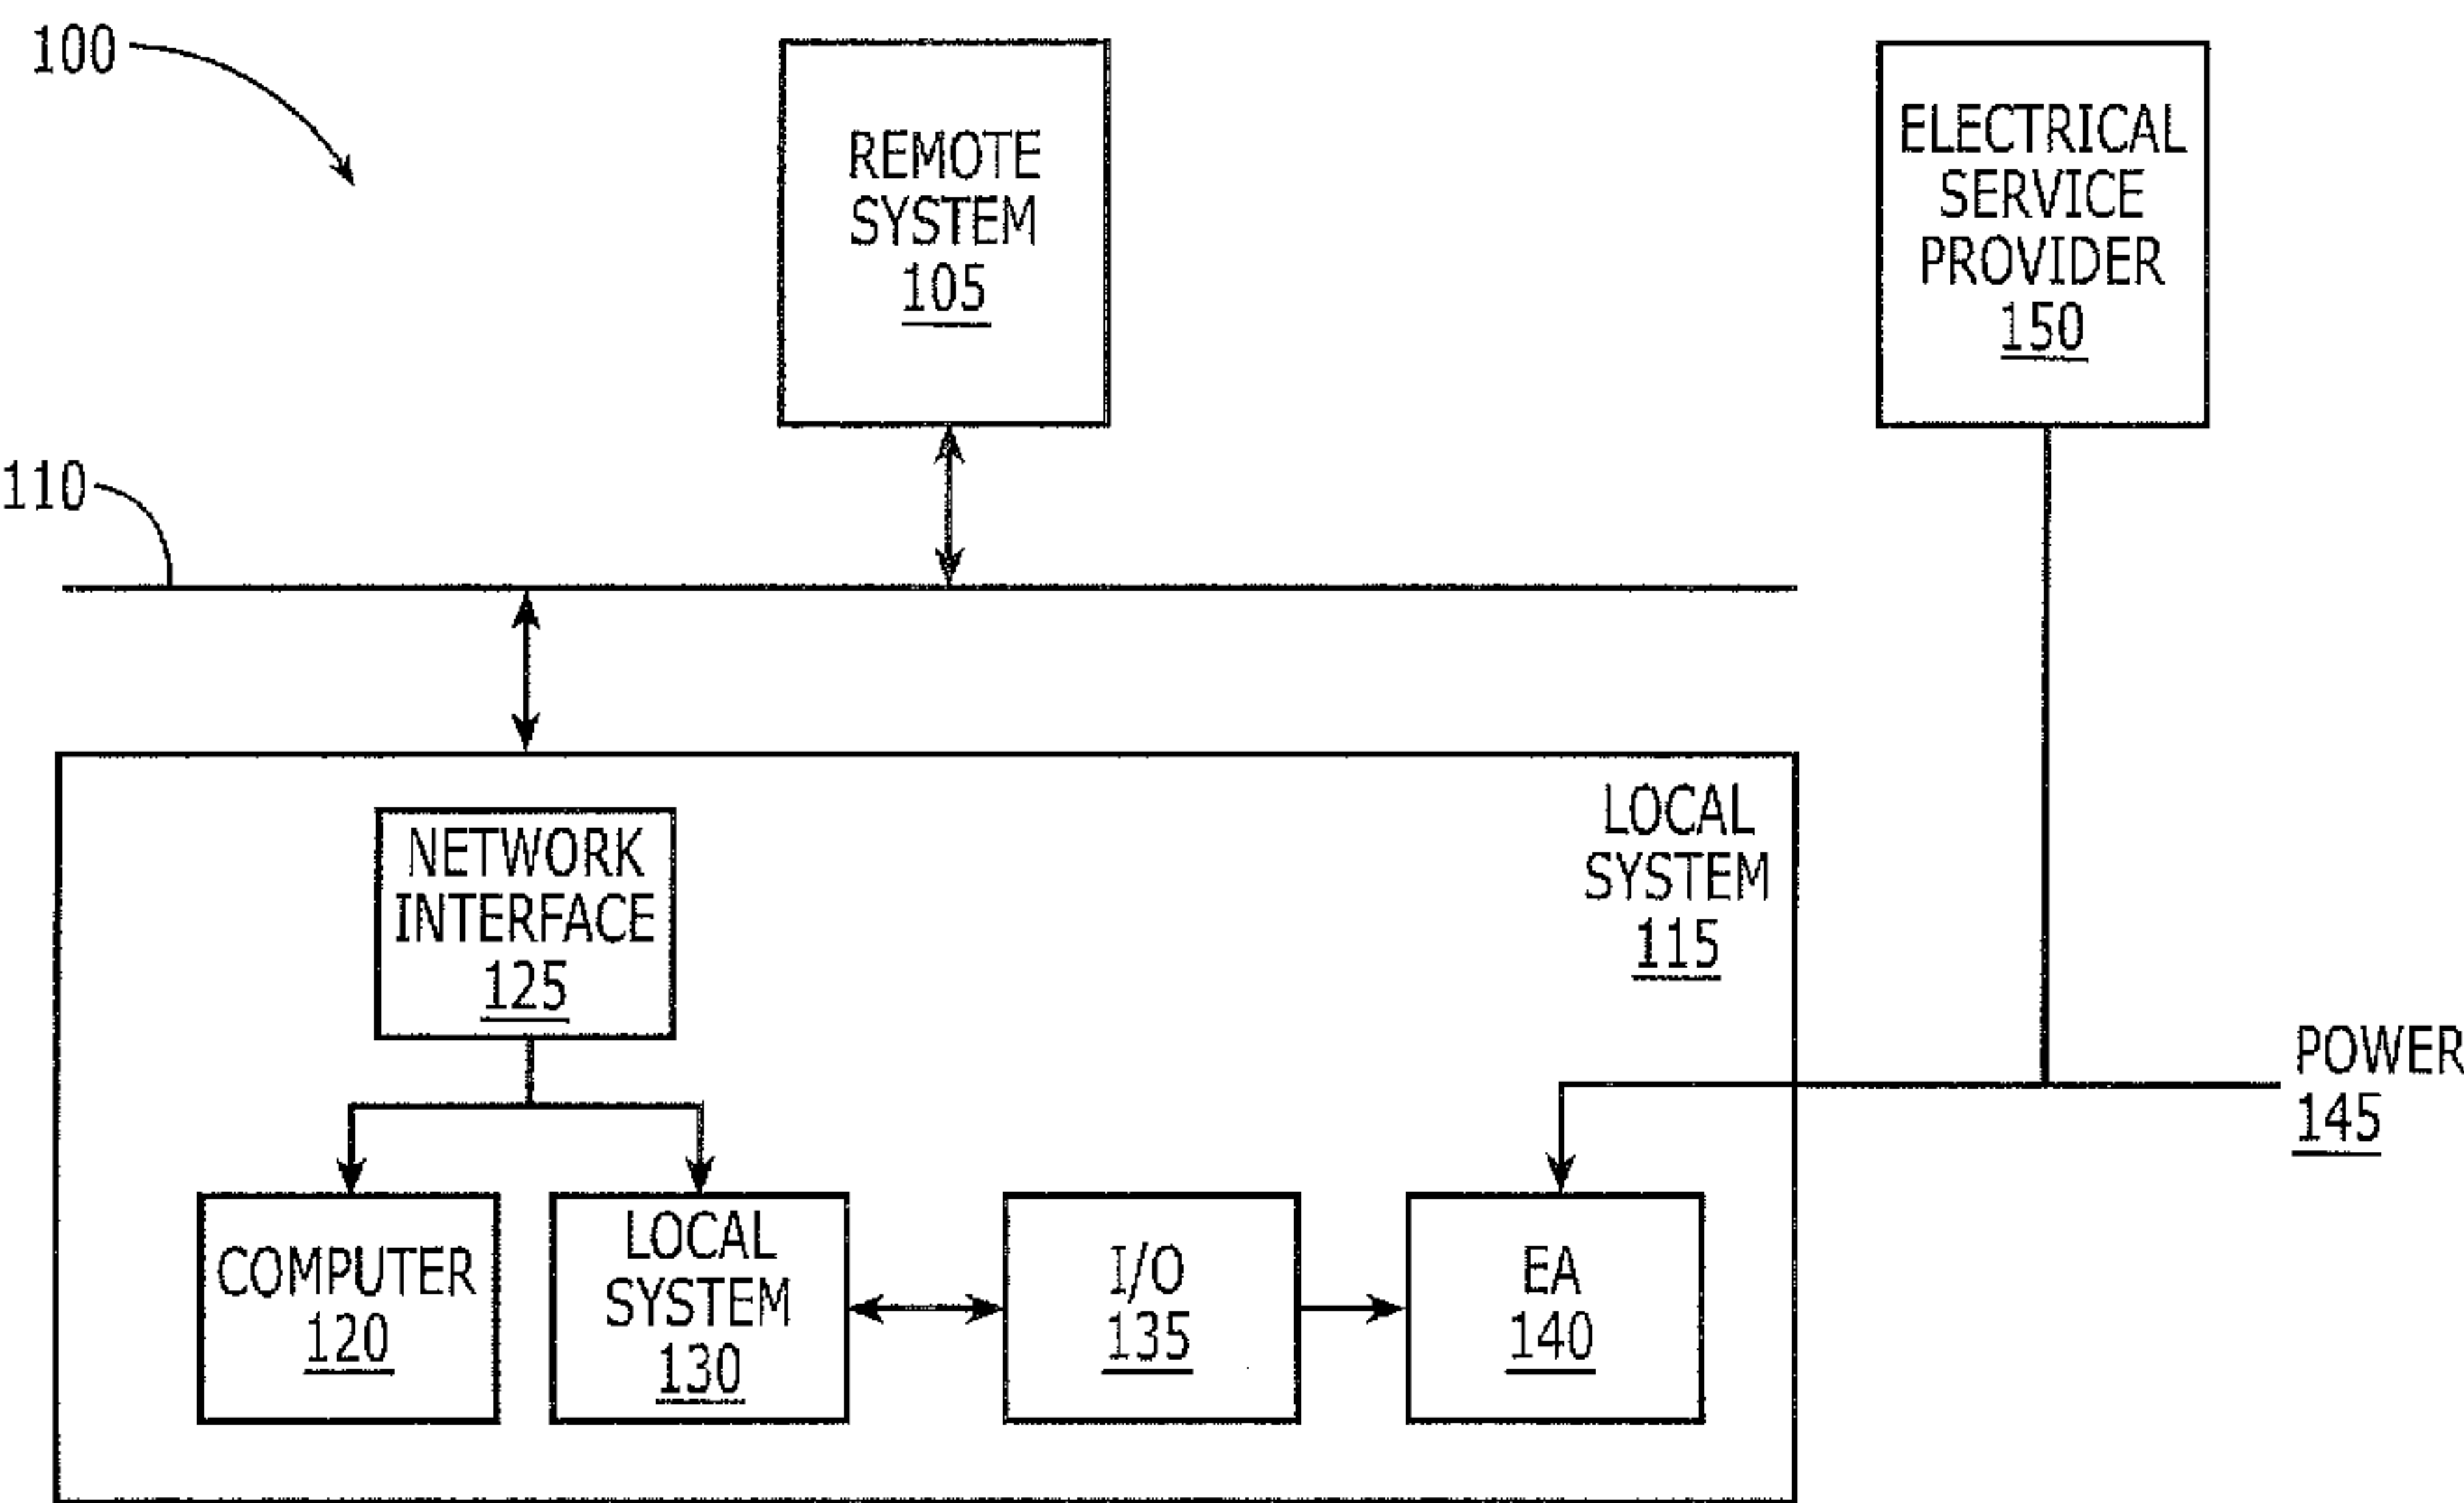 100
REMOTE
SYSTEM
105
ELECTRICAL
SERVICE
PROVIDER
150
110
LOCAL
SYSTEM
115
NETWORK
INTERFACE
125
POWER
145
COMPUTER
120
LOCAL
SYSTEM
130
I/O
135
EA
140